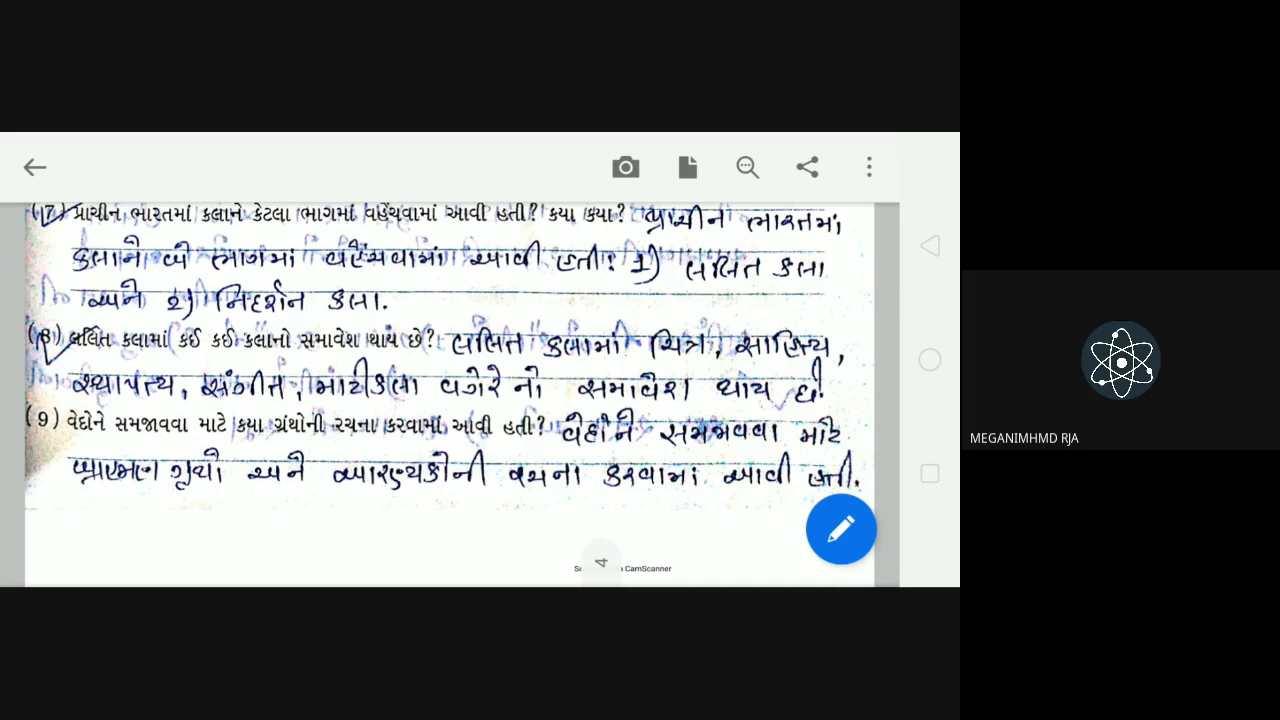 (7) પ્રાચીન ભારતમાં કલાને કેટલા ભાગમાં વહેંચવામાં આવી હતી? કયા કયા? પ્રાચીન ભારતમાં
કલાને બે ભાગમાં વહેંચવામાં આવી હતી: 1) લલિત કલા
અને 2) નિદર્શન કલા.
(8) લલિત કલામાં કઈ કઈ કલાનો સમાવેશ થાય છે? લલિત કલામાં ચિત્ર, સાહિત્ય,
સ્થાપત્ય, સંગીત, માટીકલા વગેરે નો સમાવેશ થાય છે.
(9) વેદોને સમજાવવા માટે કયા ગ્રંથોની રચના કરવામાં આવી હતી? વેદોને સમજાવવા માટે
બ્રાહ્મણ ગ્રંથો અને આરણ્યકોની રચના કરવામાં આવી હતી.
4
CamScanner
MEGANIMHMD RJA